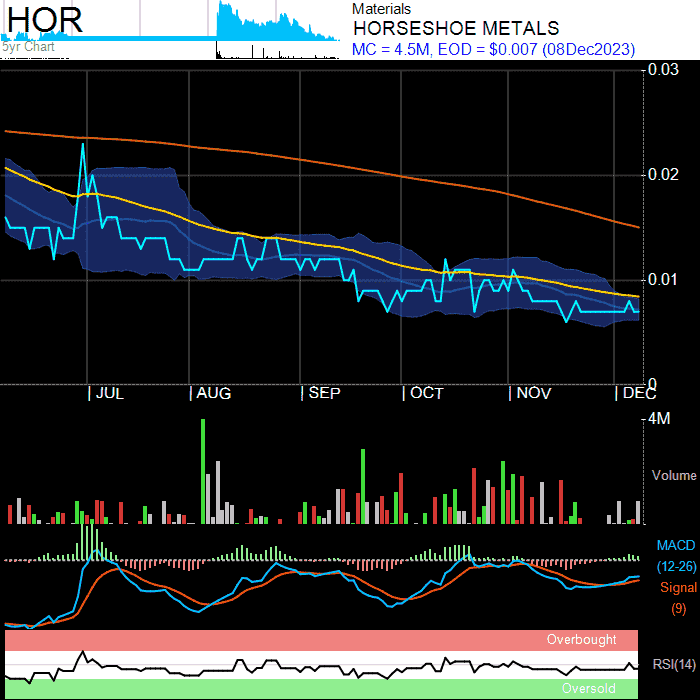 HOR
5yr Chart
Materials
HORSESHOE METALS
MC = 4.5M, EOD = $0.007 (08Dec2023)
0.03
0.02
0.01
0
JUL
AUG
SEP
OCT
NOV
DEC
4M
Volume
MACD
(12-26)
Signal
(9)
Overbought
RSI(14)
Oversold